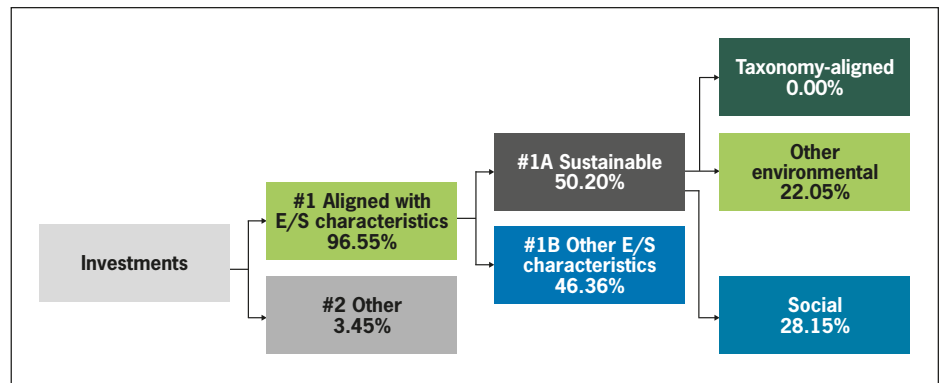 Investments
#1 Aligned with
E/S characteristics
96.55%
#2 Other
3.45%
#1A Sustainable
50.20%
#1B Other E/S
characteristics
46.36%
Taxonomy-aligned
0.00%
Other
environmental
22.05%
Social
28.15%